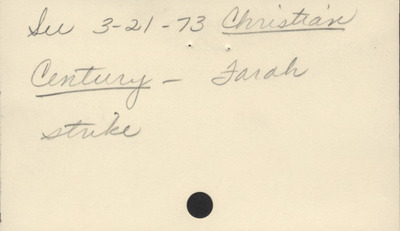 See 3-21-73 Christian
Century - Farah
strike